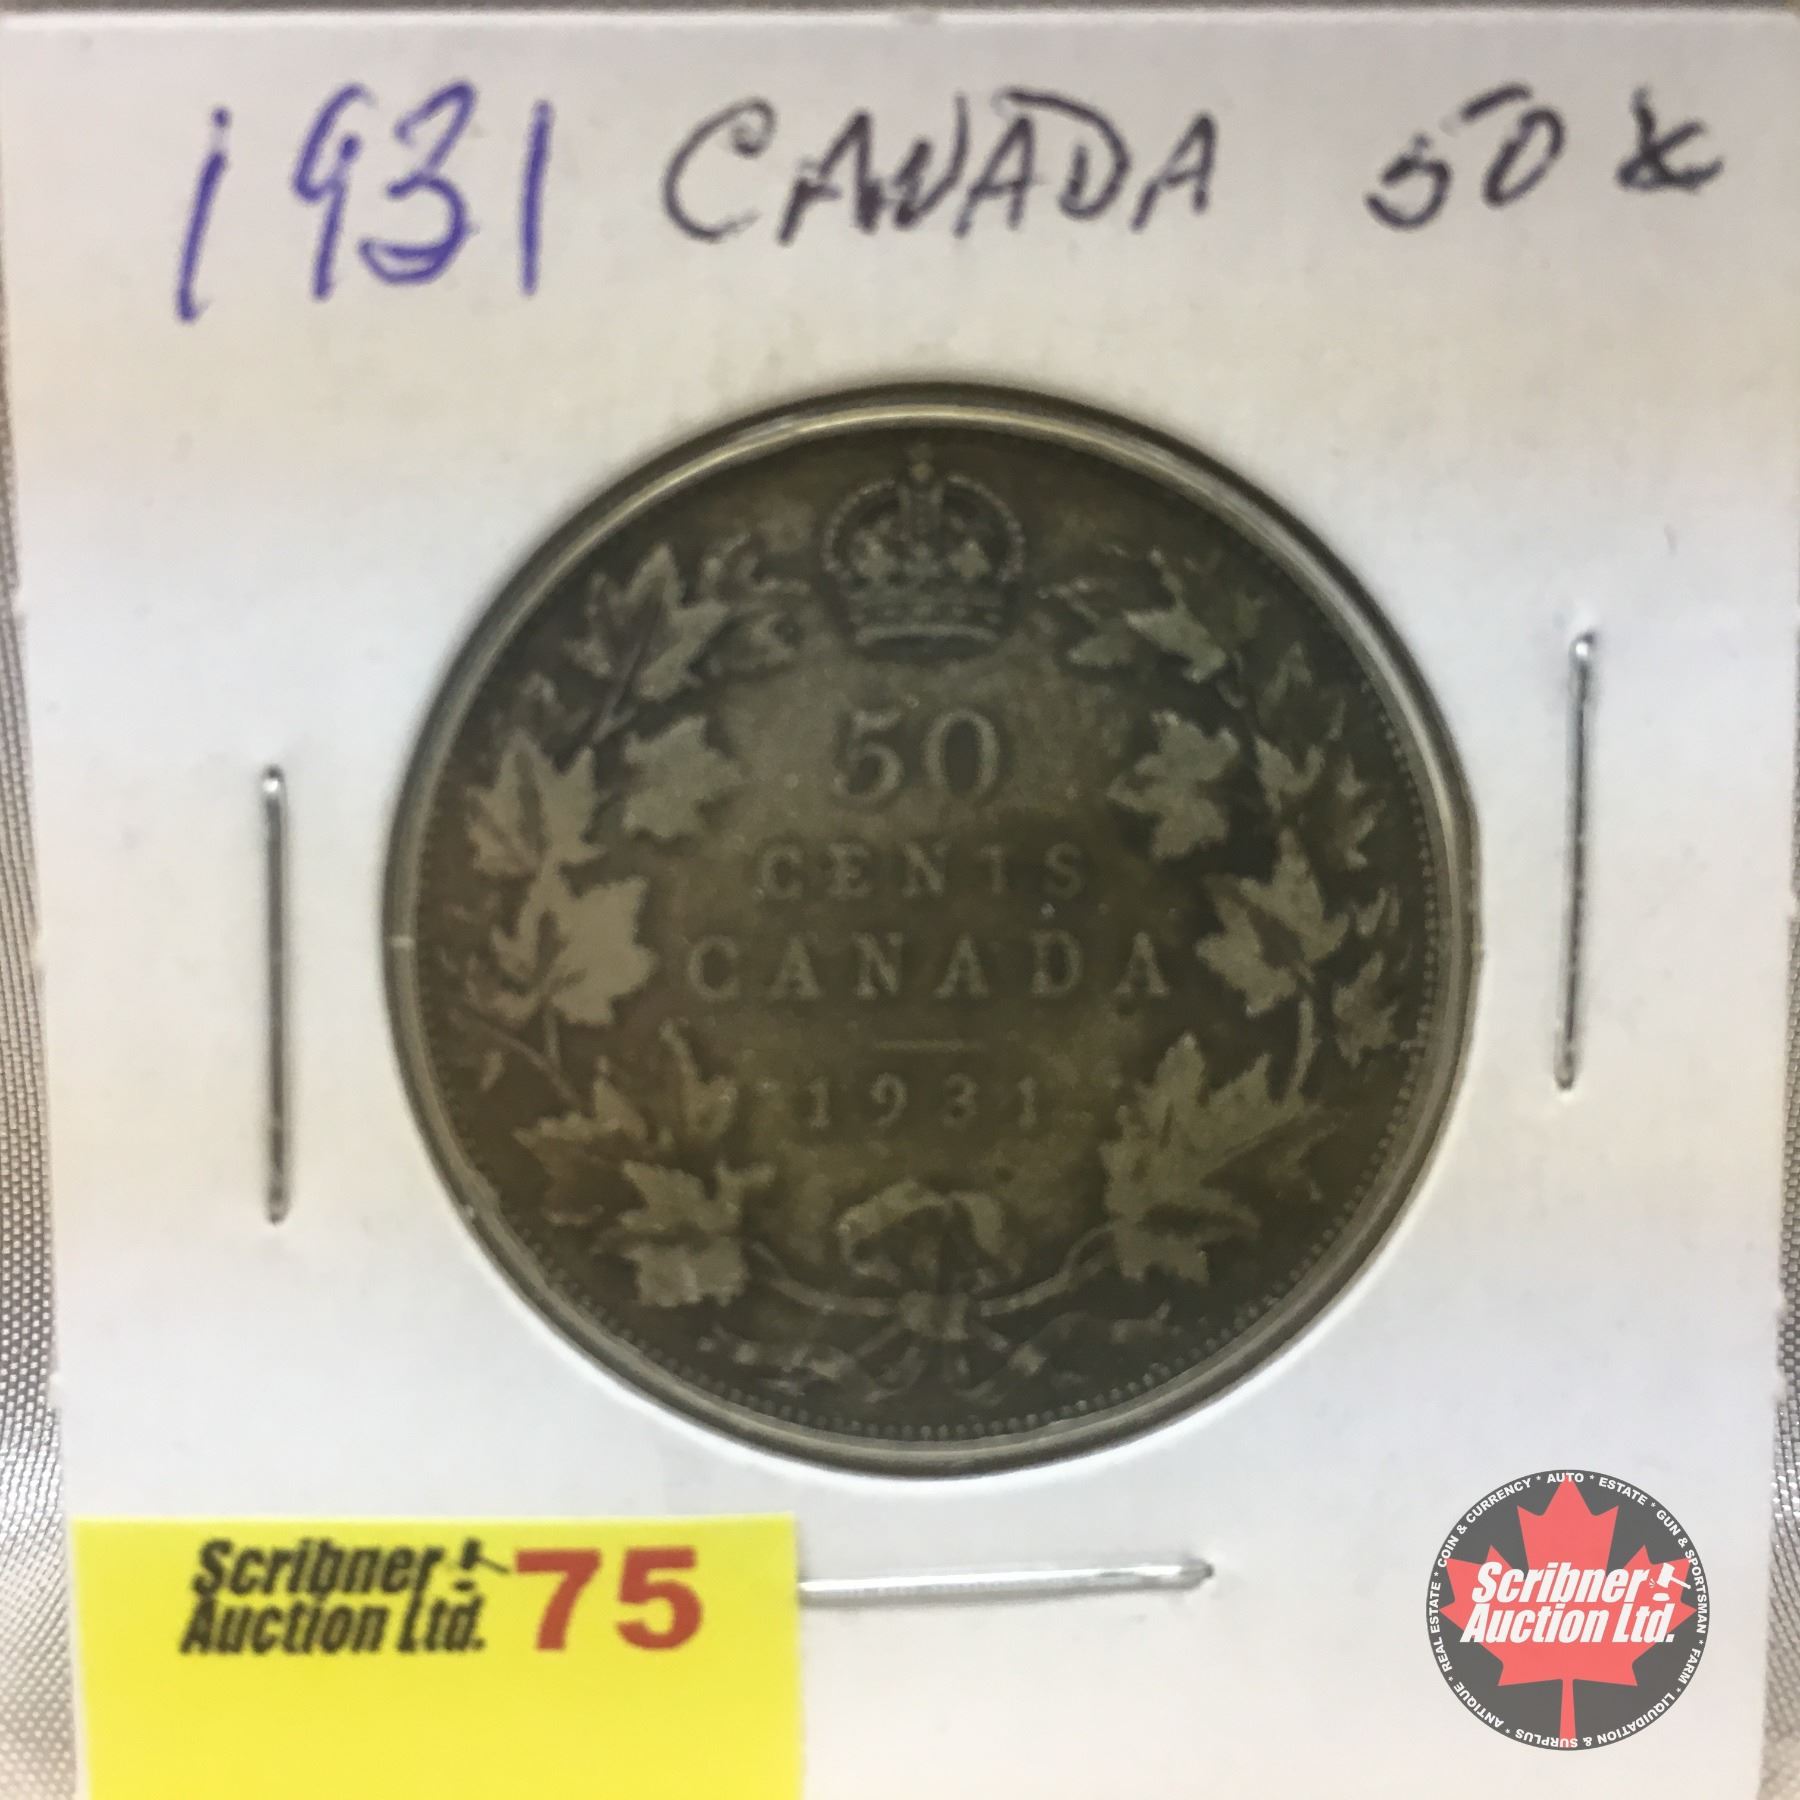 1931 CANADA 50¢
50
CENTS
CANADA
1931
Scribner
Auction Ltd.
75
COIN & CURRENCY * AUTO * ESTATE * GUN & SPORTSMAN * FARM * LIQUIDATION & SURPLUS * ANTIQUE * REAL ESTATE *
Scribner
Auction Ltd.